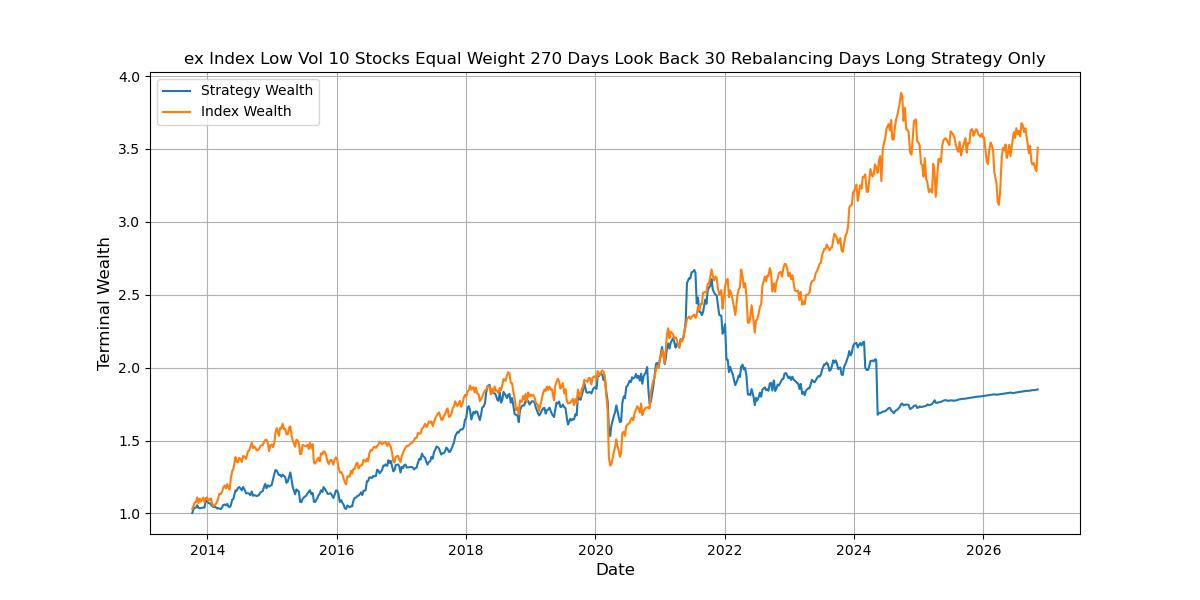 ex Index Low Vol 10 Stocks Equal Weight 270 Days Look Back 30 Rebalancing Days Long Strategy Only
Strategy Wealth
Index Wealth
Terminal Wealth
4.0
3.5
3.0
2.5
2.0
1.5
1.0
2014 2016 2018 2020 2022 2024 2026
Date